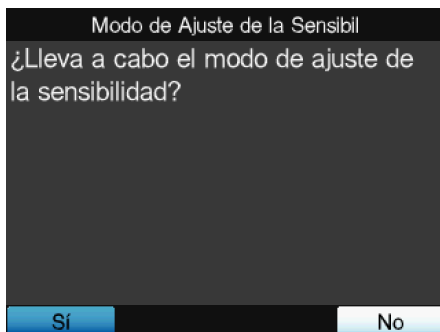 Modo de Ajuste de la Sensibil
¿Lleva a cabo el modo de ajuste de
la sensibilidad?
Sí
No